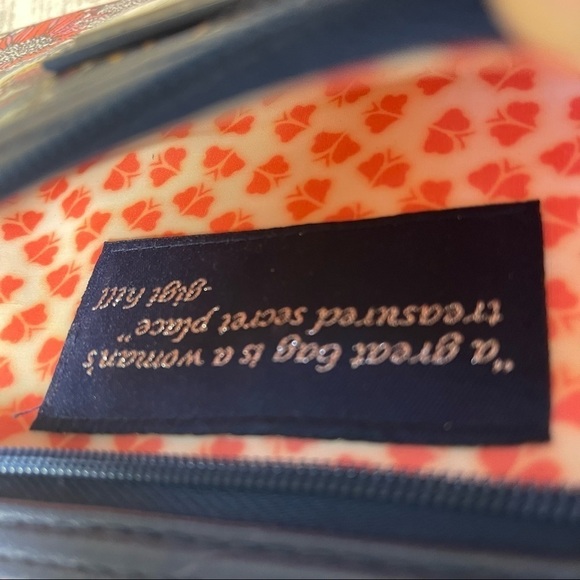 "a great bag is a woman's
treasured secret place"
-gigi hill